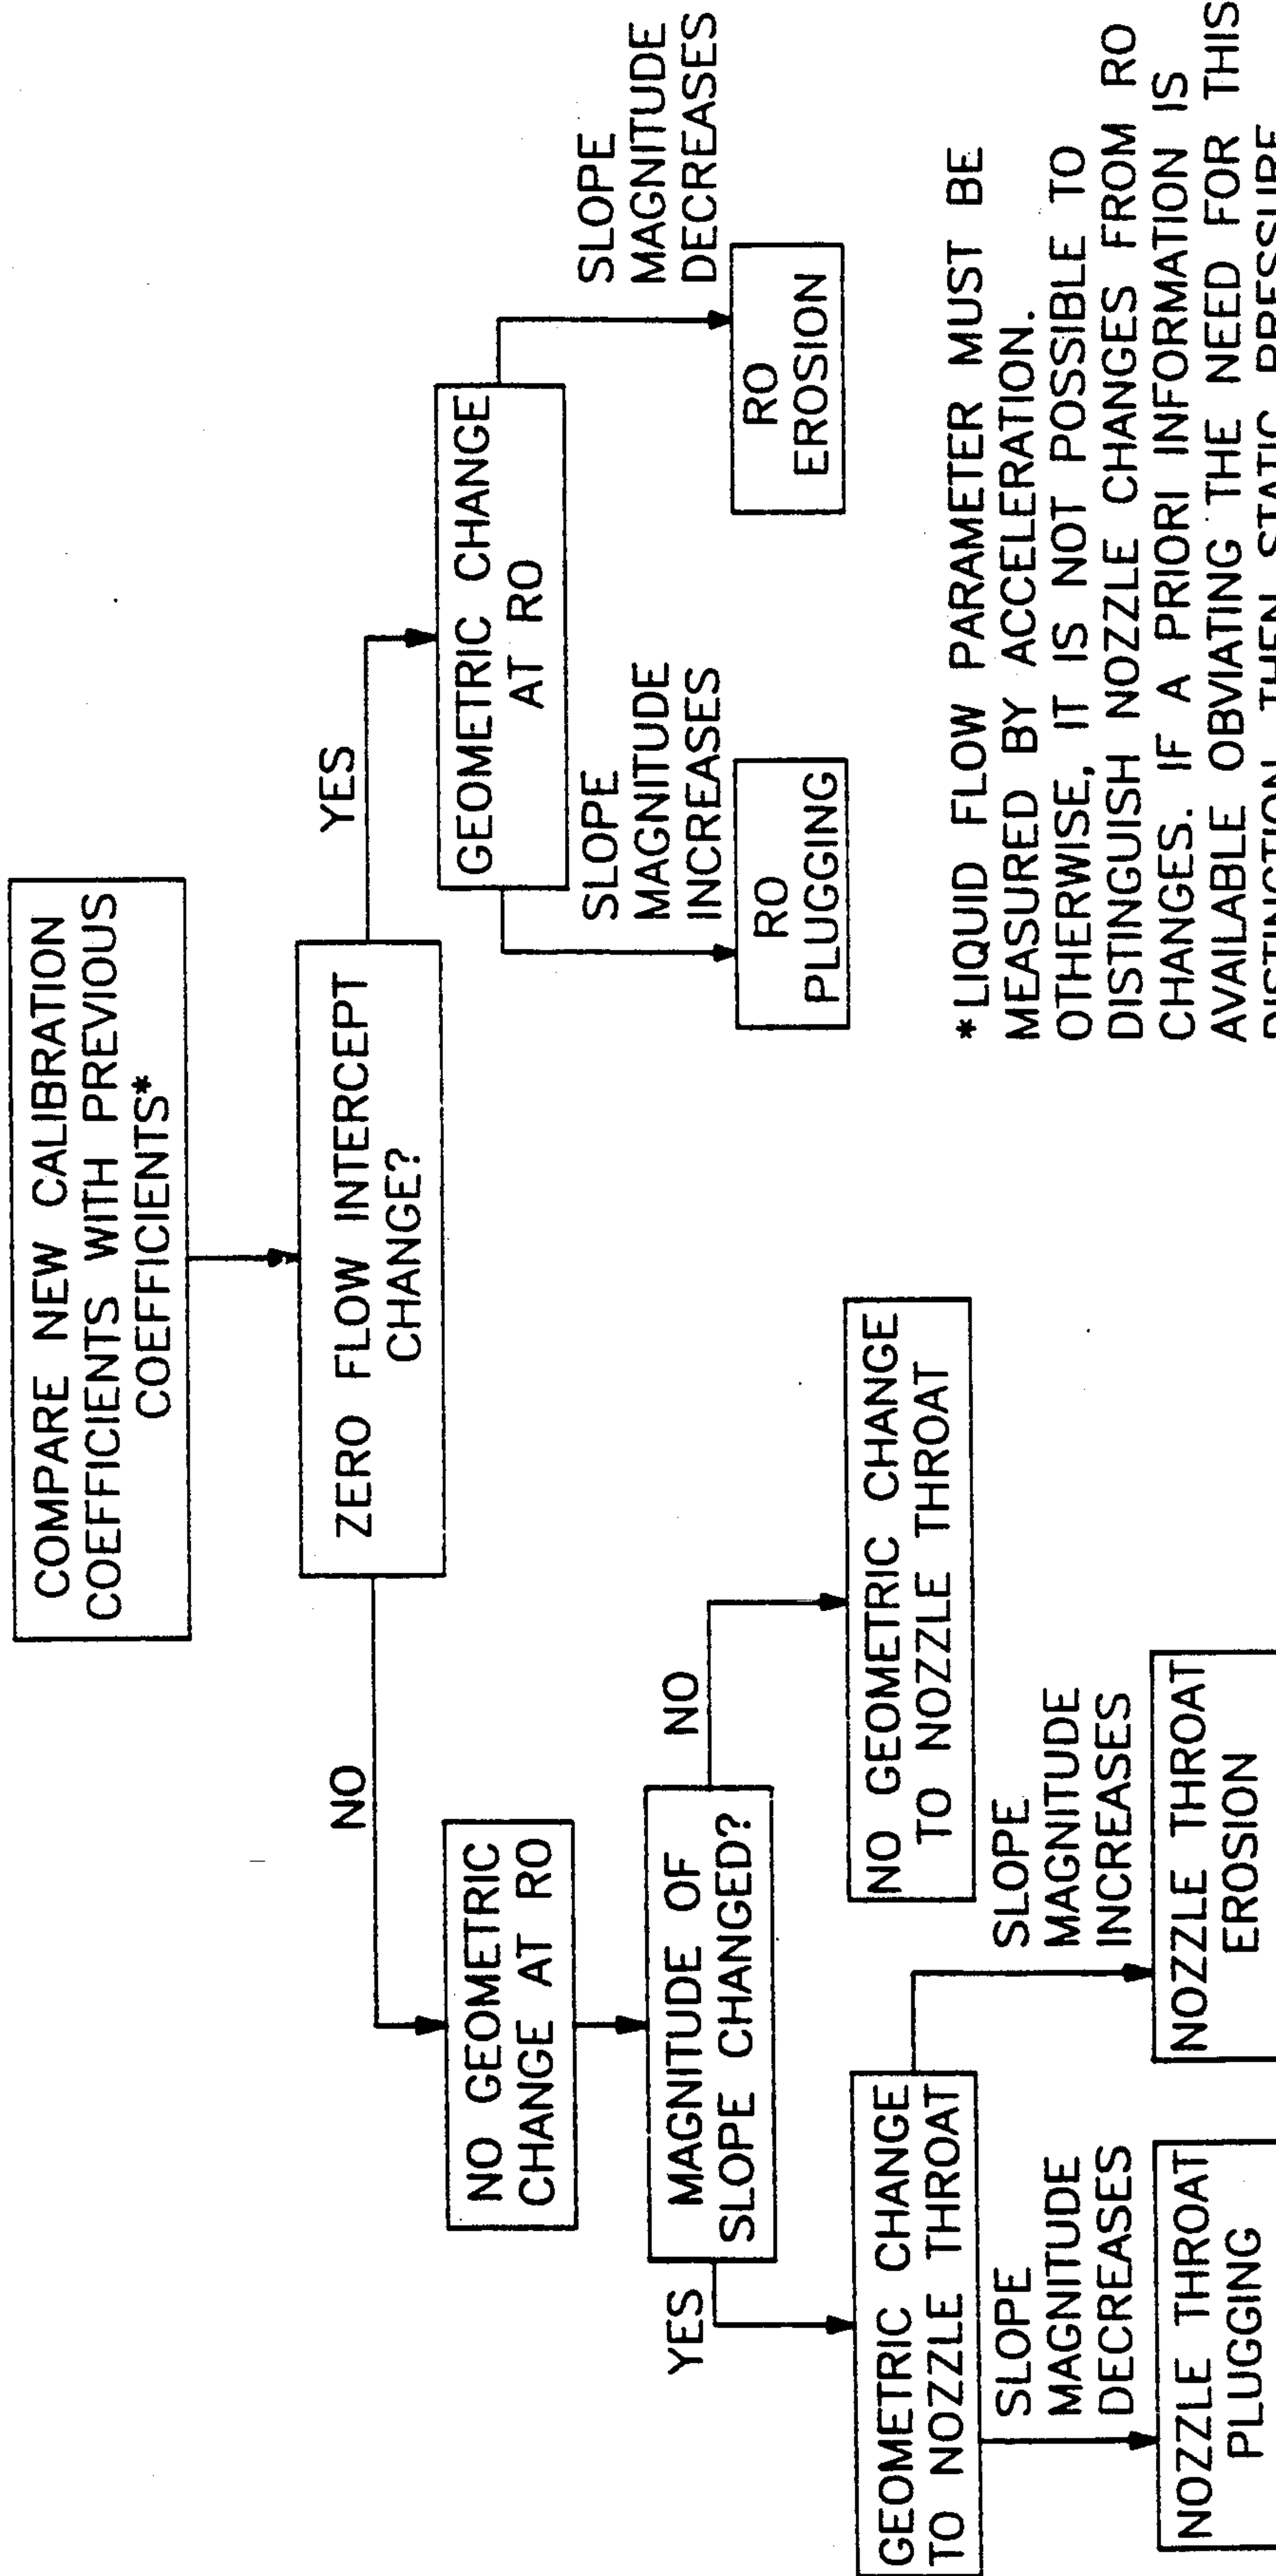 COMPARE NEW CALIBRATION
COEFFICIENTS WITH PREVIOUS
COEFFICIENTS*
ZERO FLOW INTERCEPT
CHANGE?
NO
YES
NO GEOMETRIC
CHANGE AT RO
GEOMETRIC CHANGE
AT RO
MAGNITUDE OF
SLOPE CHANGED?
SLOPE
MAGNITUDE
INCREASES
SLOPE
MAGNITUDE
DECREASES
RO
PLUGGING
RO
EROSION
YES
NO
GEOMETRIC CHANGE
TO NOZZLE THROAT
NO GEOMETRIC CHANGE
TO NOZZLE THROAT
SLOPE
MAGNITUDE
DECREASES
SLOPE
MAGNITUDE
INCREASES
NOZZLE THROAT
PLUGGING
NOZZLE THROAT
EROSION
*LIQUID FLOW PARAMETER MUST BE
MEASURED BY ACCELERATION.
OTHERWISE, IT IS NOT POSSIBLE TO
DISTINGUISH NOZZLE CHANGES FROM RO
CHANGES. IF A PRIORI INFORMATION IS
AVAILABLE OBVIATING THE NEED FOR THIS
DISTINCTION, THEN STATIC PRESSURE